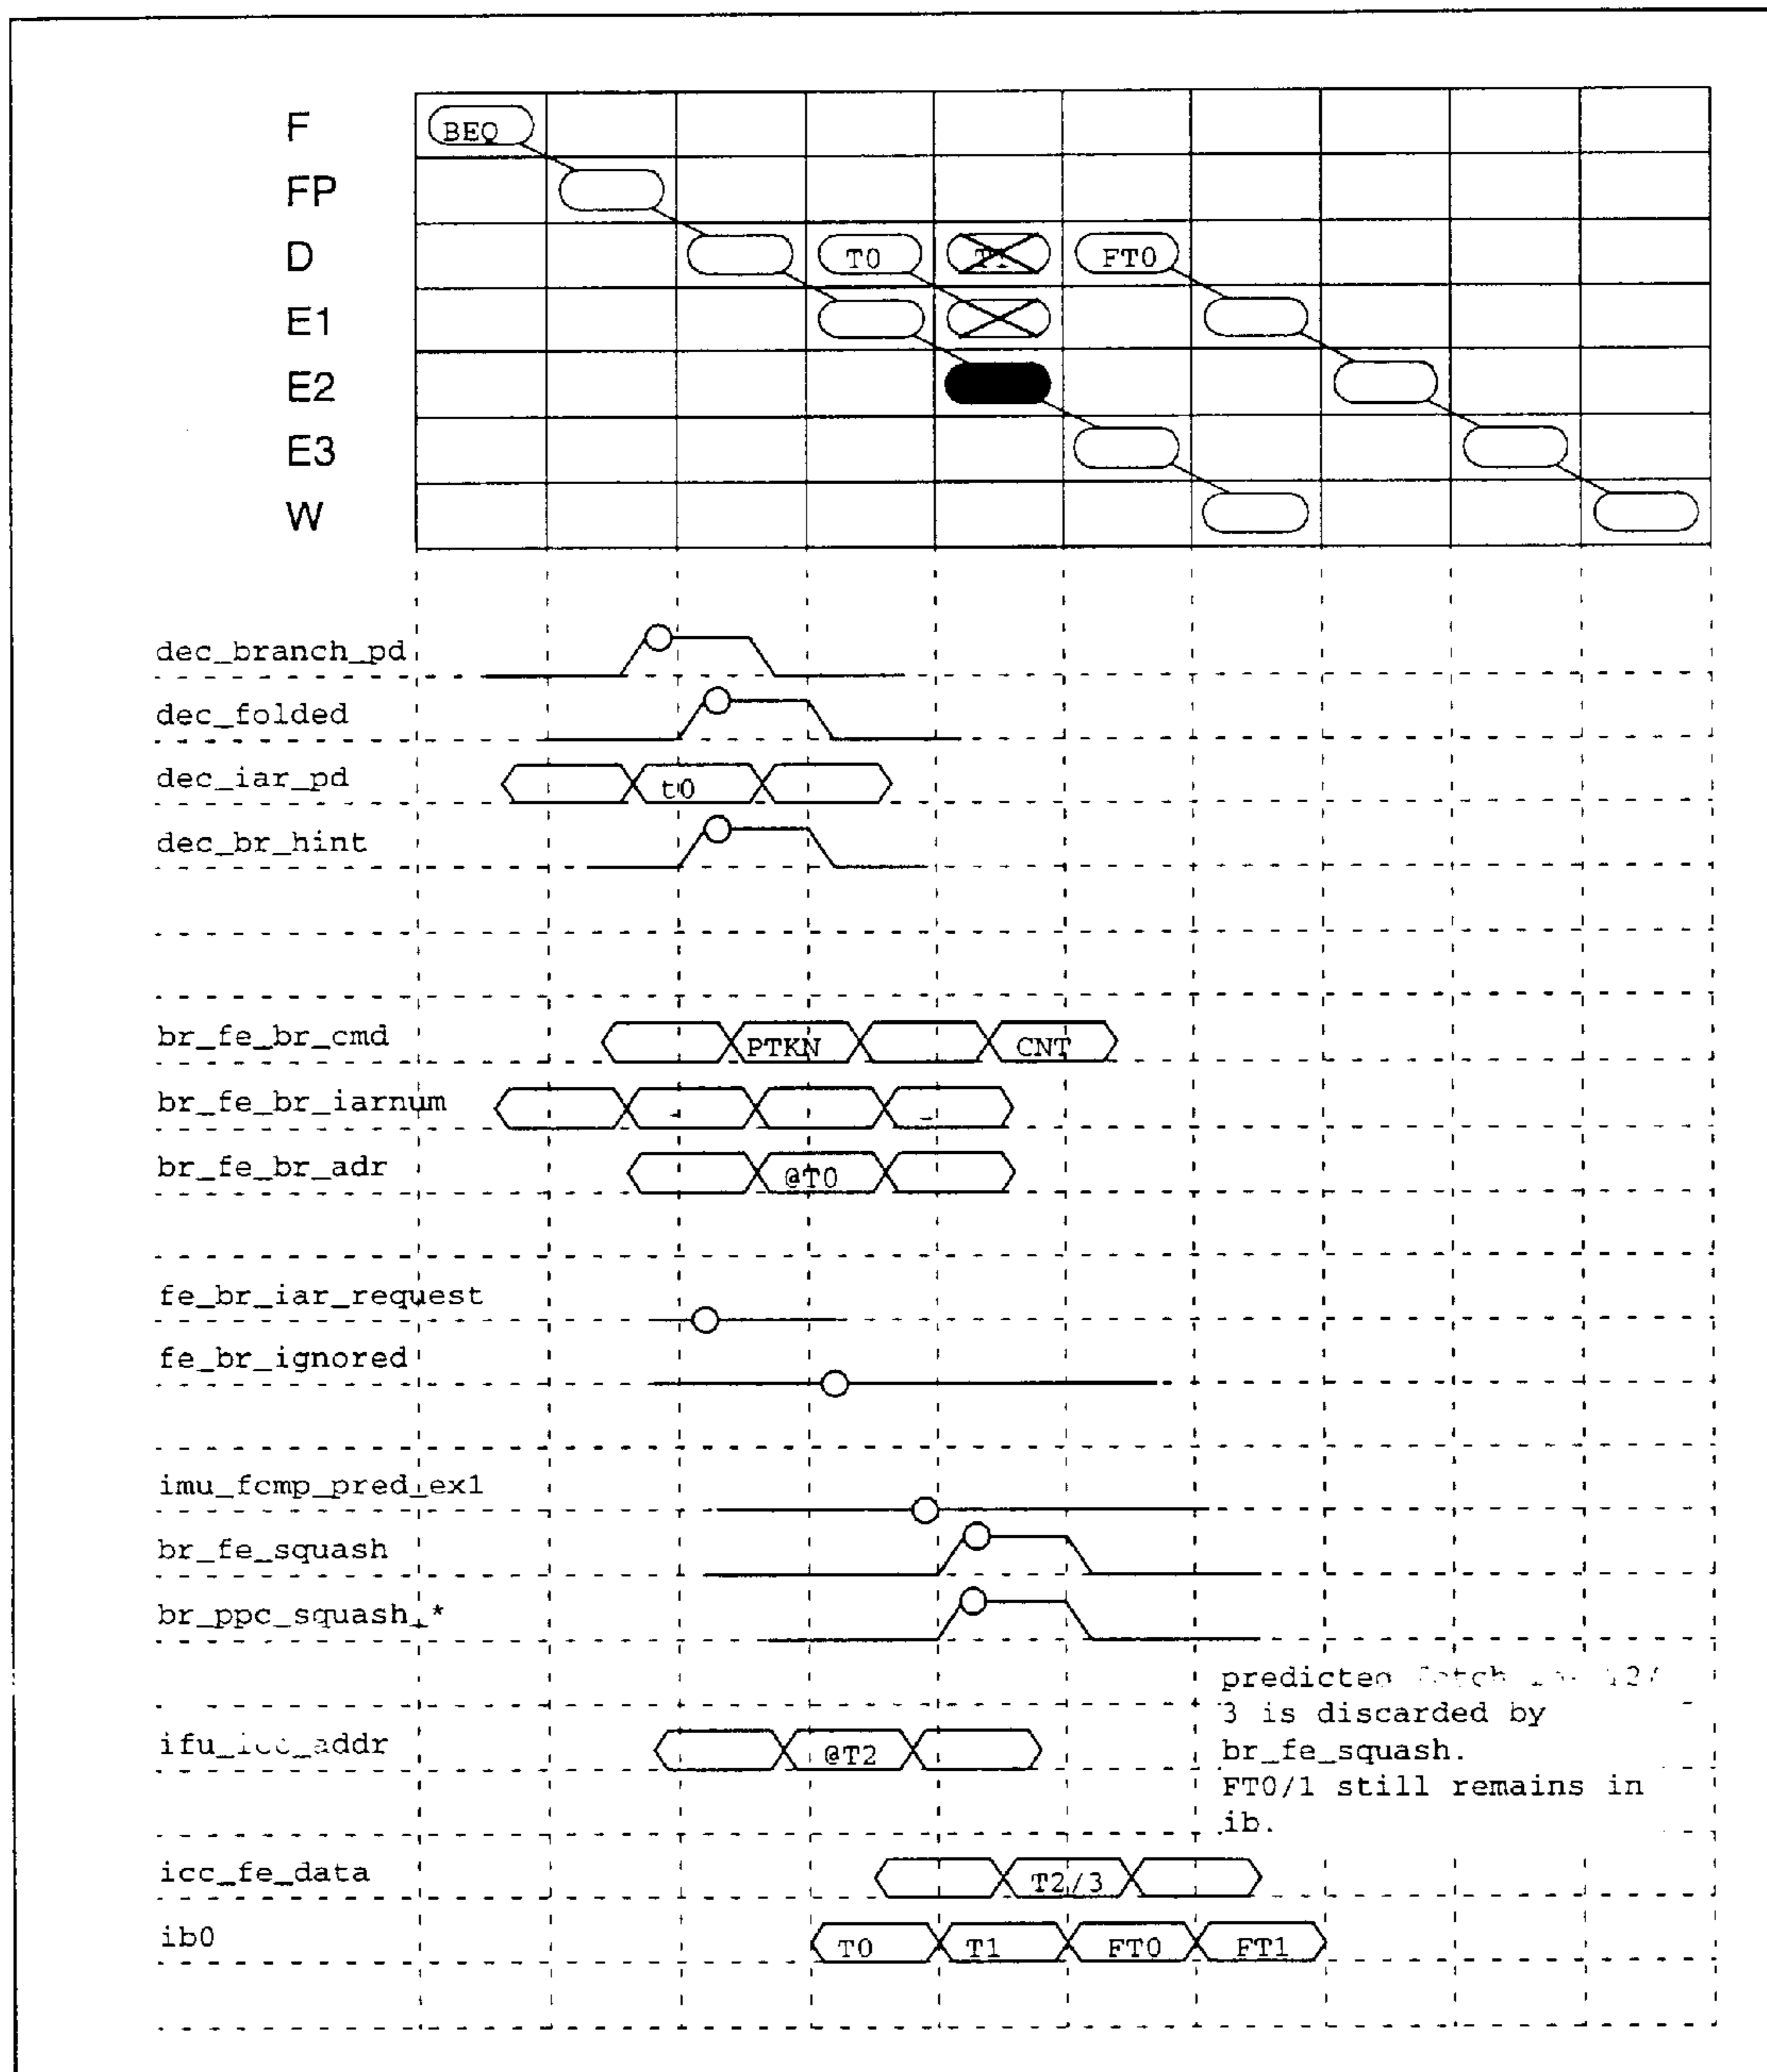 F
BEQ
FP
D
T0
FT0
E1
E2
E3
W
dec_branch_pd
dec_folded
dec_iar_pd
t0
dec_br_hint
br_fe_br_cmd
PTKN
CNT
br_fe_br_iarnum
-
-
br_fe_br_adr
@T0
fe_br_iar_request
fe_br_ignored
imu_fcmp_pred_ex1
br_fe_squash
br_ppc_squash_*
predicted
3 is discarded by
ifu_icc_addr
@T2
br_fe_squash.
FT0/1 still remains in
ib.
icc_fe_data
T2/3
ib0
T0
T1
FT0
FT1